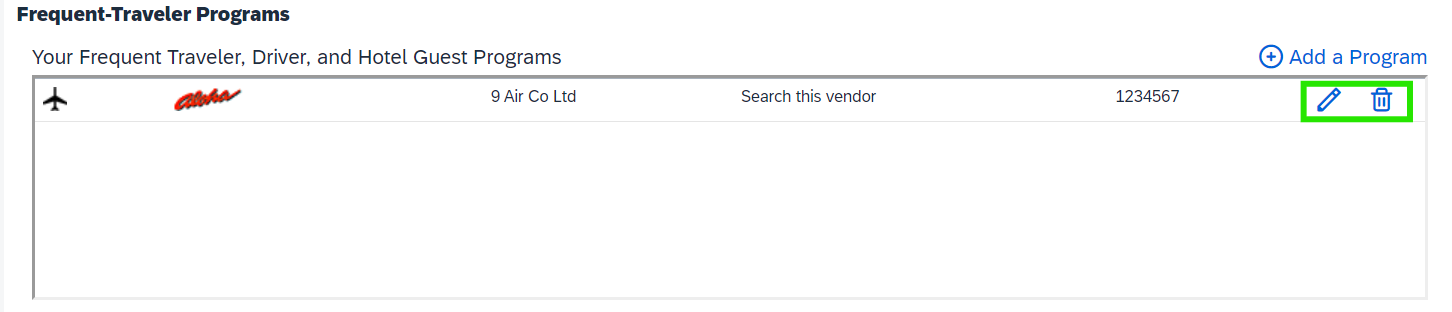 Frequent-Traveler Programs
Your Frequent Traveler, Driver, and Hotel Guest Programs
Add a Program
Aloha 9 Air Co Ltd Search this vendor 1234567